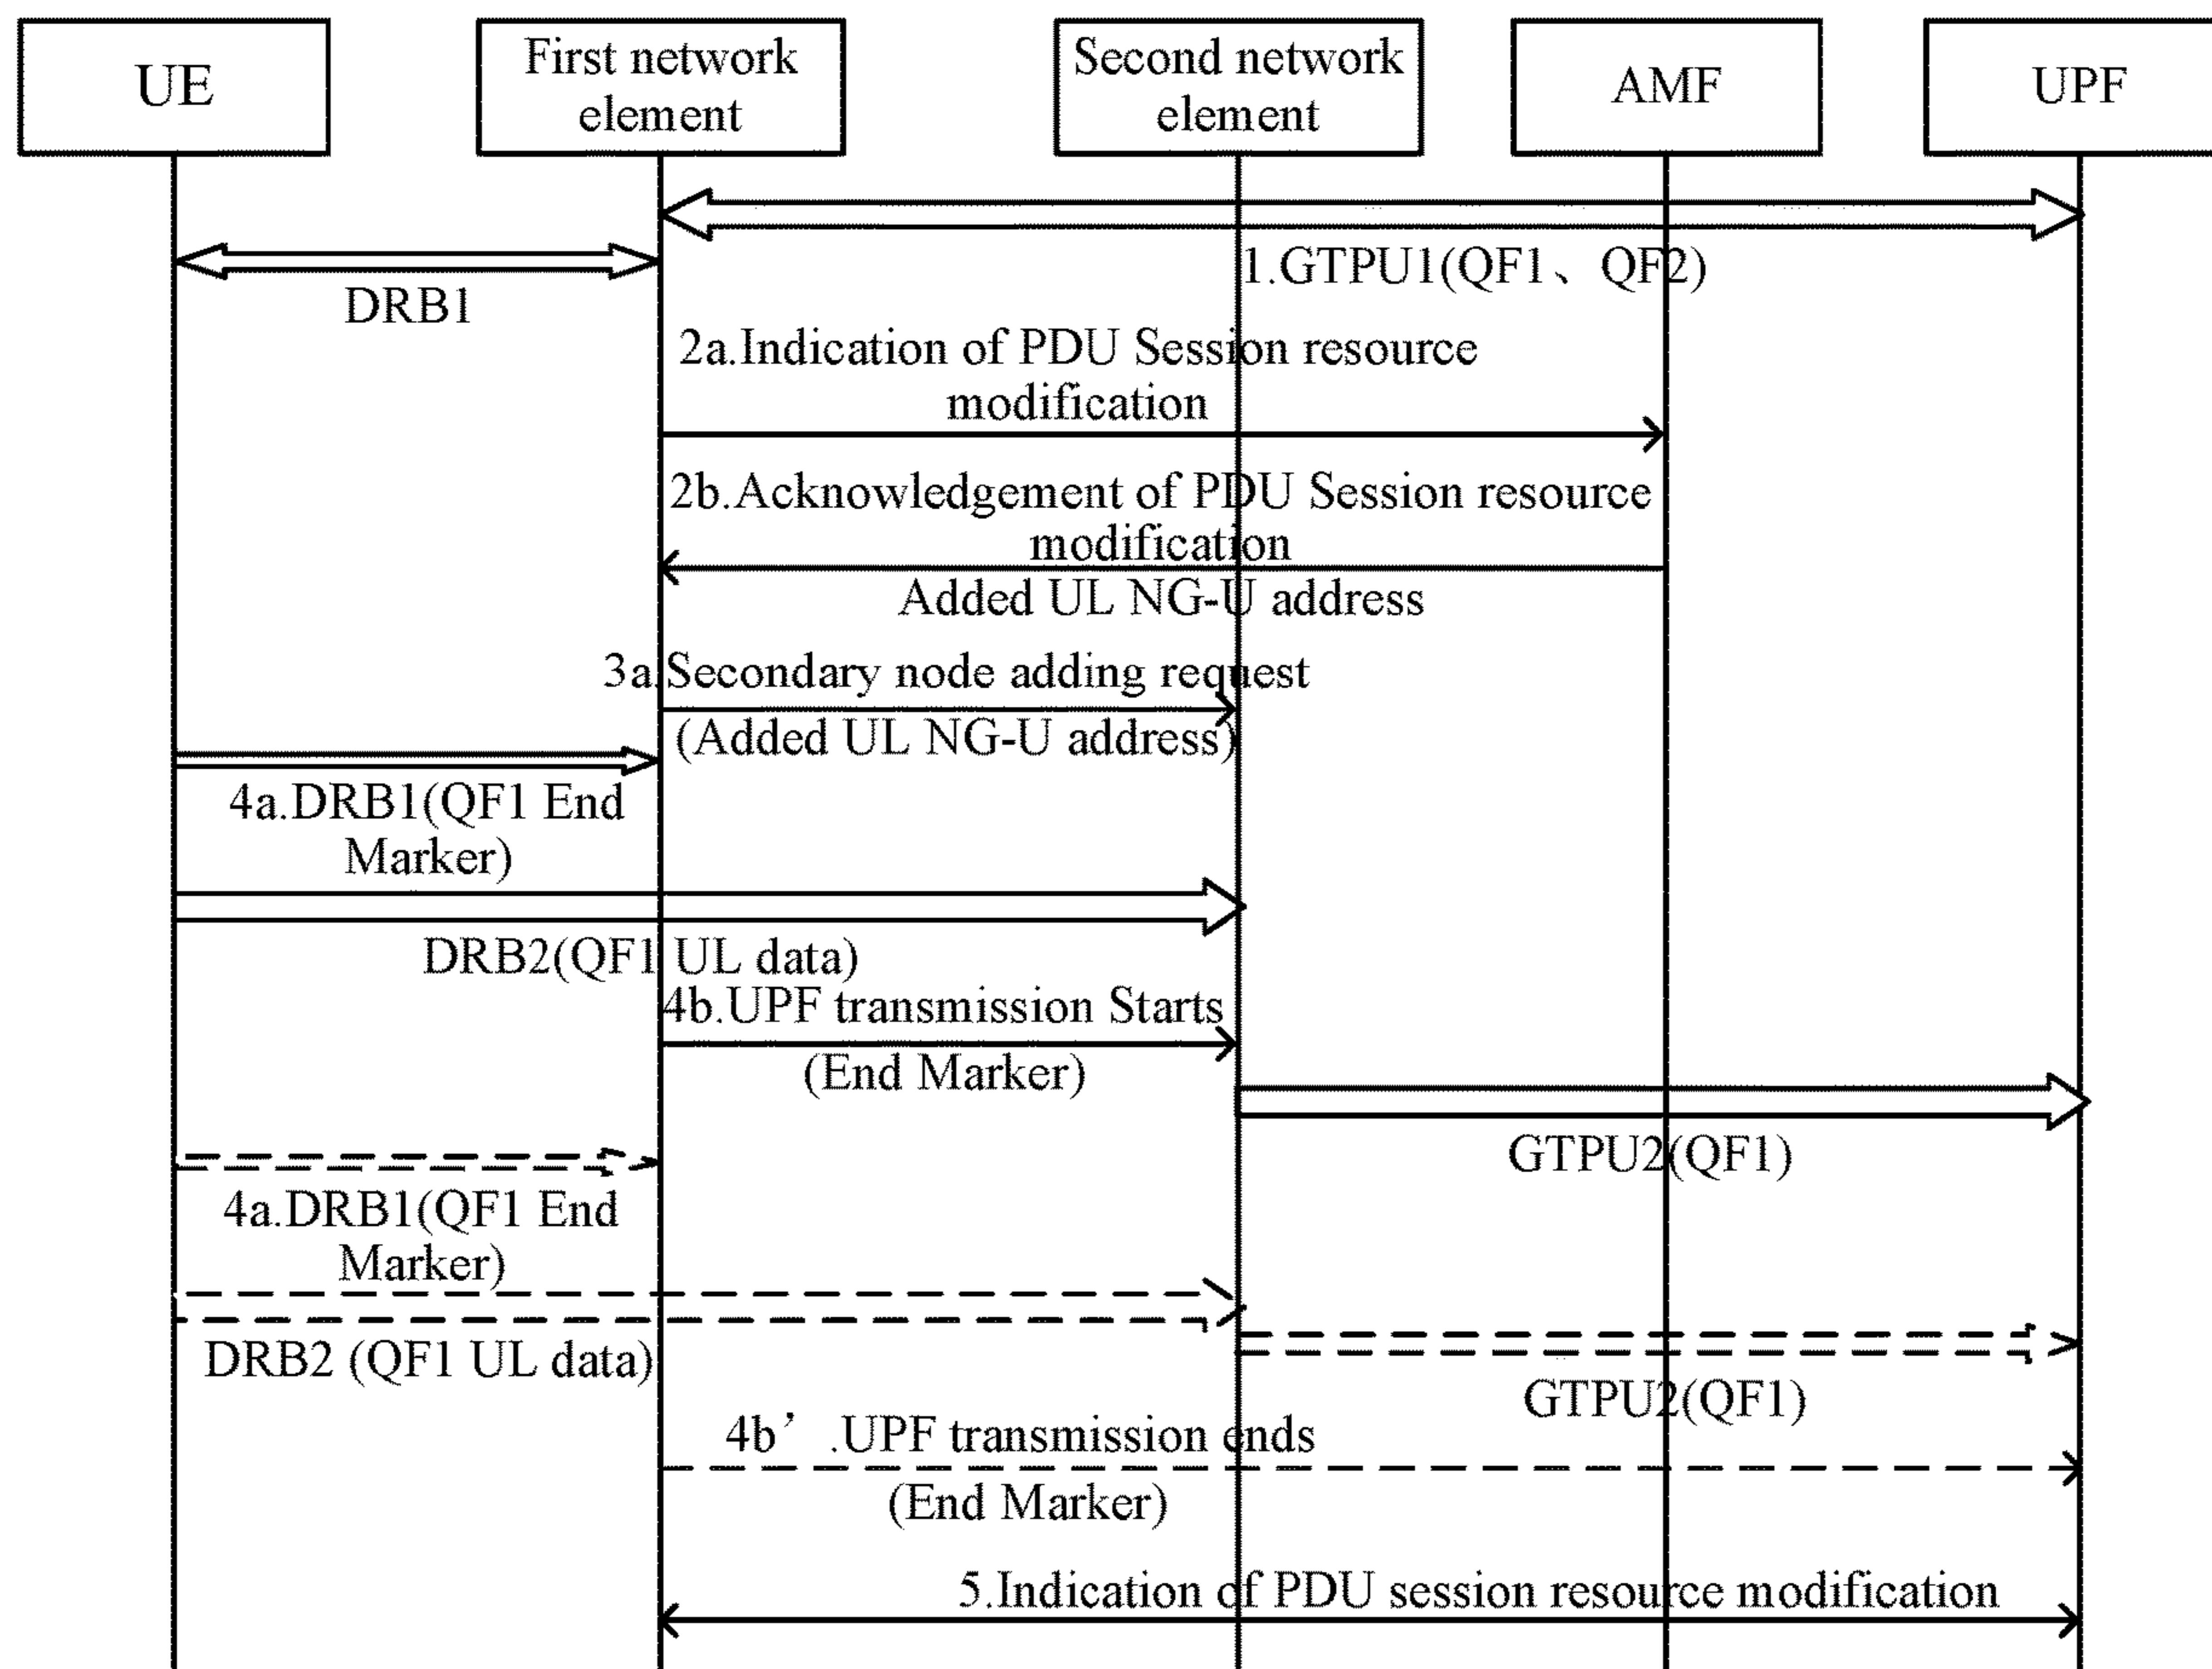 UE
First network
element
Second network
element
AMF
UPF
1.GTPU1(QF1、QF2)
DRB1
2a.Indication of PDU Session resource
modification
2b.Acknowledgement of PDU Session resource
modification
Added UL NG-U address
3a.Secondary node adding request
(Added UL NG-U address)
4a.DRB1(QF1 End
Marker)
DRB2(QF1 UL data)
4b.UPF transmission Starts
(End Marker)
GTPU2(QF1)
4a.DRB1(QF1 End
Marker)
DRB2 (QF1 UL data)
GTPU2(QF1)
4b’ .UPF transmission ends
(End Marker)
5.Indication of PDU session resource modification